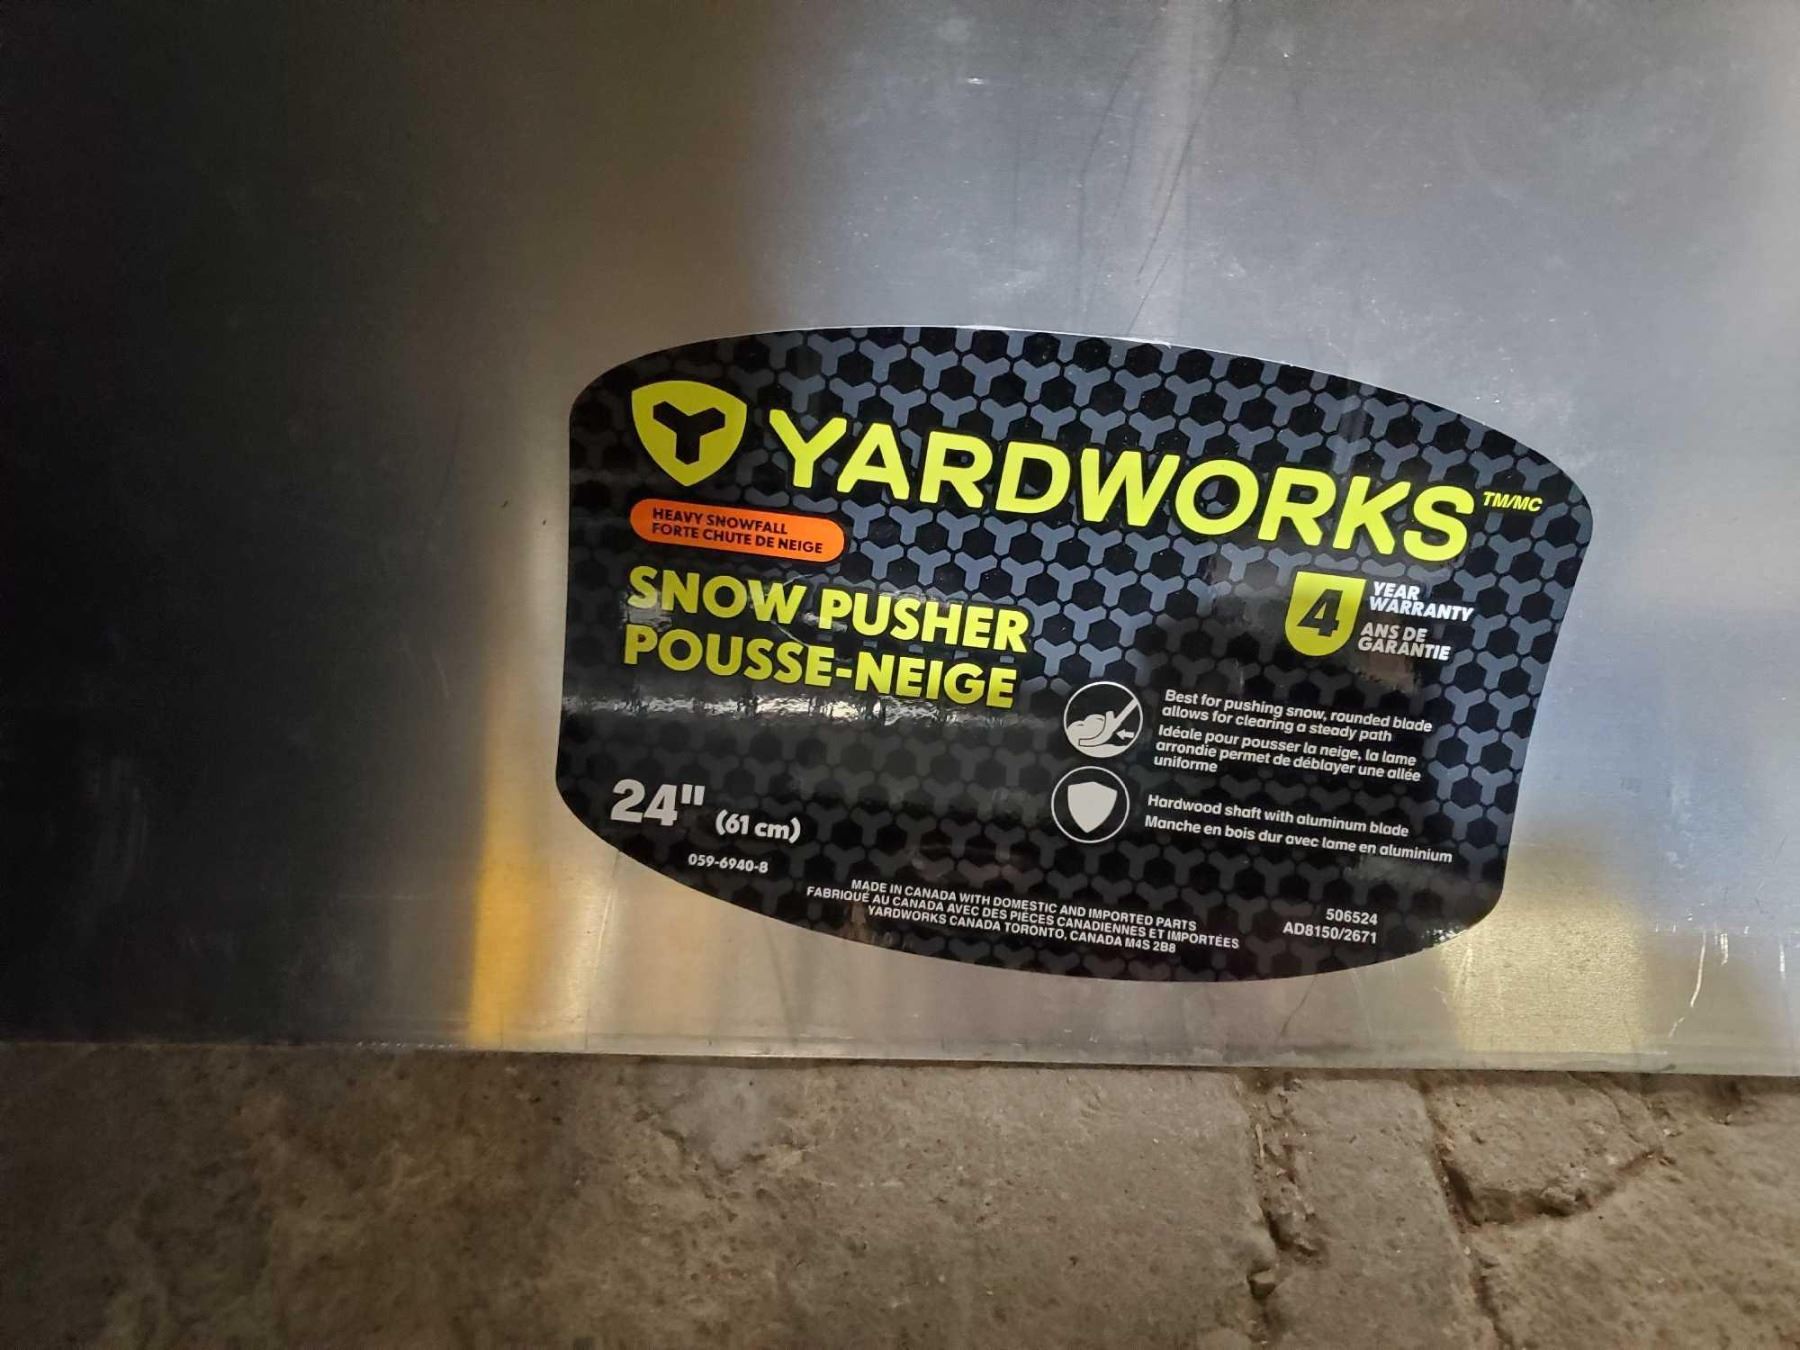 YARDWORKS TM/MC
HEAVY SNOWFALL
FORTE CHUTE DE NEIGE
SNOW PUSHER
POUSSE-NEIGE
4
YEAR
WARRANTY
ANS DE
GARANTIE
Best for pushing snow, rounded blade
allows for clearing a steady path
Idéale pour pousser la neige, la lame
arrondie permet de déblayer une allée
uniforme
Hardwood shaft with aluminum blade
Manche en bois dur avec lame en aluminium
24" (61 cm)
059-6940-8
MADE IN CANADA WITH DOMESTIC AND IMPORTED PARTS
FABRIQUÉ AU CANADA AVEC DES PIÈCES CANADIENNES ET IMPORTÉES
YARDWORKS CANADA TORONTO, CANADA M4S 2B8
506524
AD8150/2671